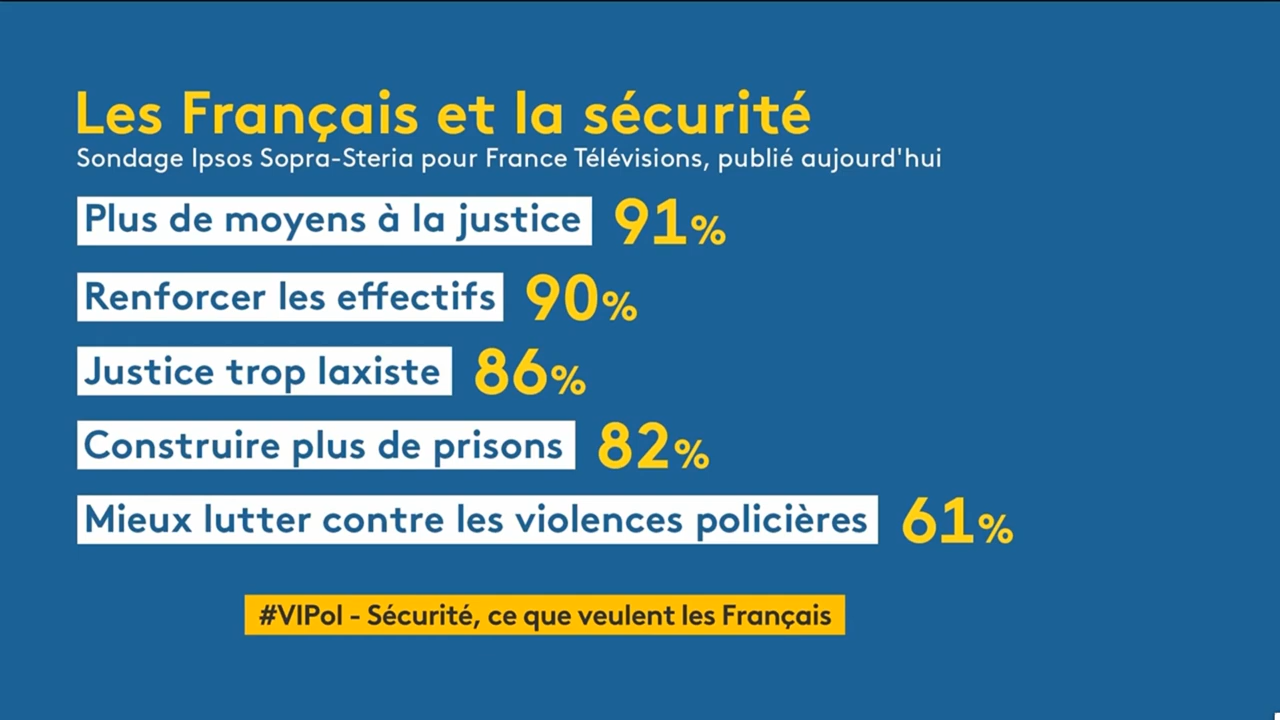 Les Français et la sécurité
Sondage Ipsos Sopra-Steria pour France Télévisions, publié aujourd'hui
Plus de moyens à la justice 91%
Renforcer les effectifs 90%
Justice trop laxiste 86%
Construire plus de prisons 82%
Mieux lutter contre les violences policières 61%
#VIPol - Sécurité, ce que veulent les Français